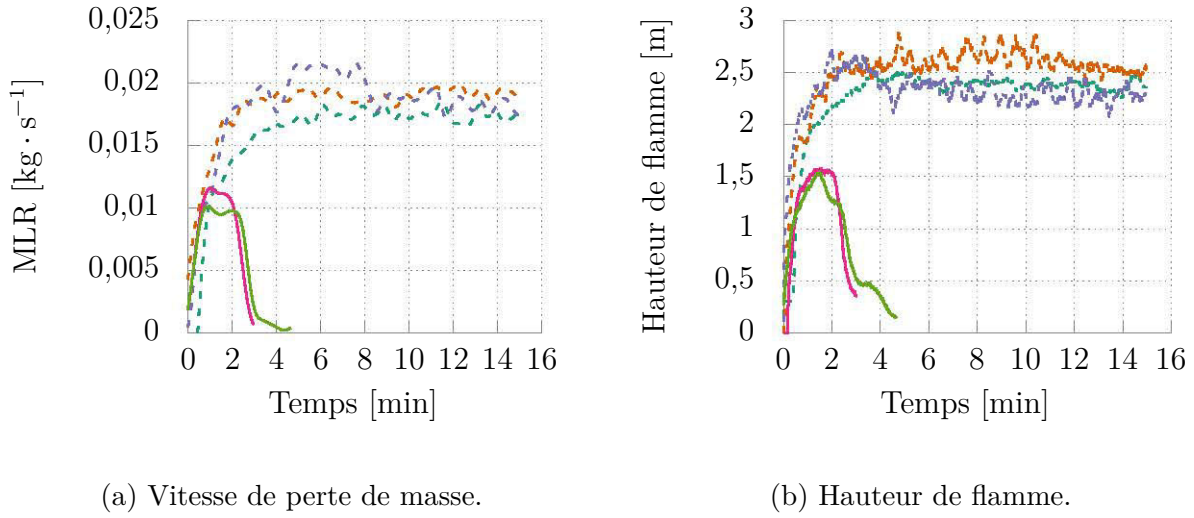 0,025
0,02
0,015
0,01
0,005
0
MLR [kg · s⁻¹]
0 2 4 6 8 10 12 14 16
Temps [min]
(a) Vitesse de perte de masse.
3
2,5
2
1,5
1
0,5
0
Hauteur de flamme [m]
0 2 4 6 8 10 12 14 16
Temps [min]
(b) Hauteur de flamme.